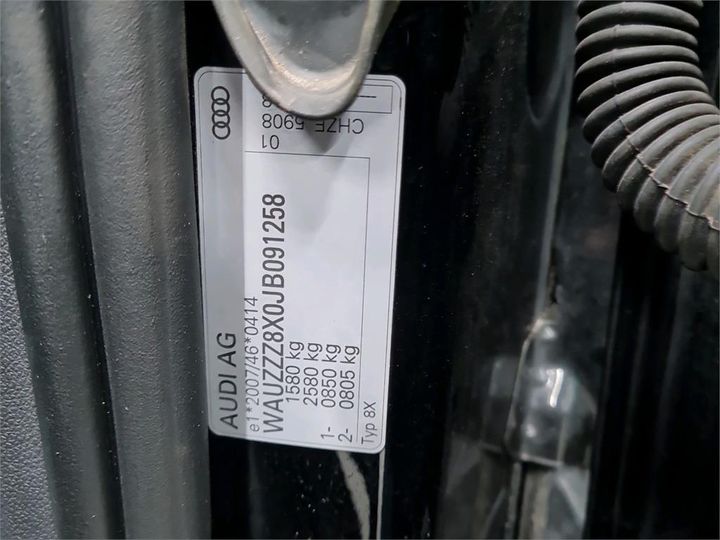 AUDI AG
e1*2007/46*0414
WAUZZZ8X0JB091258
1580 kg
2580 kg
1- 0850 kg
2- 0805 kg
Typ 8X
01
CHZE 5908